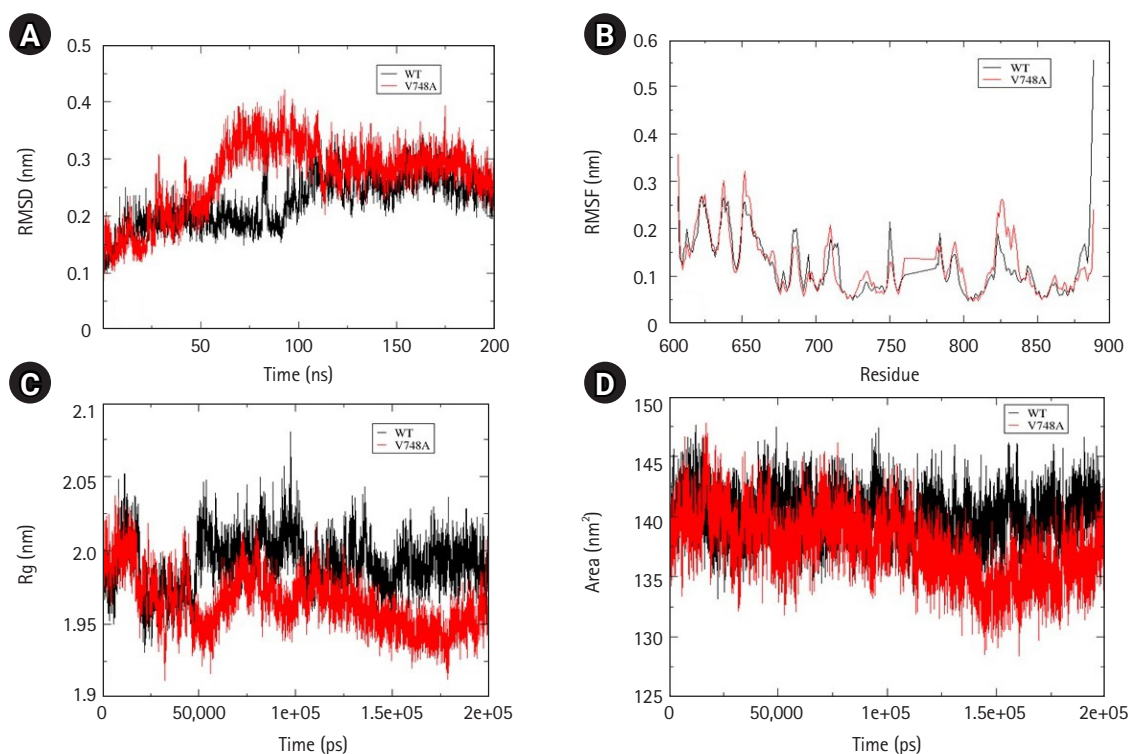 A
0.5
0.4
0.3
0.2
0.1
0
RMSD (nm)
WT
V748A
50
100
150
200
Time (ns)
B
0.6
0.5
0.4
0.3
0.2
0.1
0
RMSF (nm)
WT
V748A
600
650
700
750
800
850
900
Residue
C
2.1
2.05
2.0
1.95
1.9
Rg (nm)
WT
V748A
0
50,000
1e+05
1.5e+05
2e+05
Time (ps)
D
150
145
140
135
130
125
Area (nm²)
WT
V748A
0
50,000
1e+05
1.5e+05
2e+05
Time (ps)